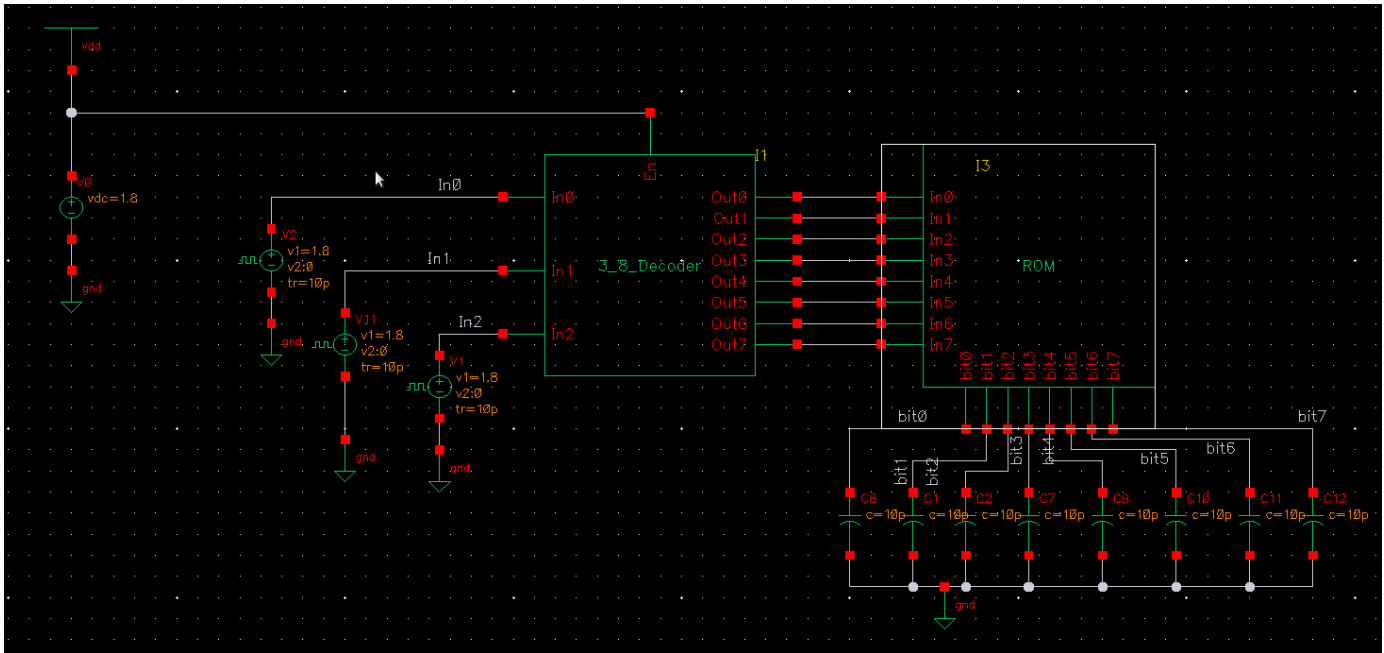 vdd
V0
vdc=1.8
gnd
In0
V2
v1=1.8
v2:0
tr=10p
gnd
In1
V11
v1=1.8
v2:0
tr=10p
gnd
In2
V1
v1=1.8
v2:0
tr=10p
gnd
I1
En
In0
In1
In2
3_8_Decoder
Out0
Out1
Out2
Out3
Out4
Out5
Out6
Out7
I3
In0
In1
In2
In3
In4
In5
In6
In7
ROM
bit0
bit1
bit2
bit3
bit4
bit5
bit6
bit7
bit0
bit1
bit2
bit3
bit4
bit5
bit6
bit7
C1
c=10p
C2
c=10p
C7
c=10p
C9
c=10p
C10
c=10p
C11
c=10p
C12
c=10p
c=10p
gnd